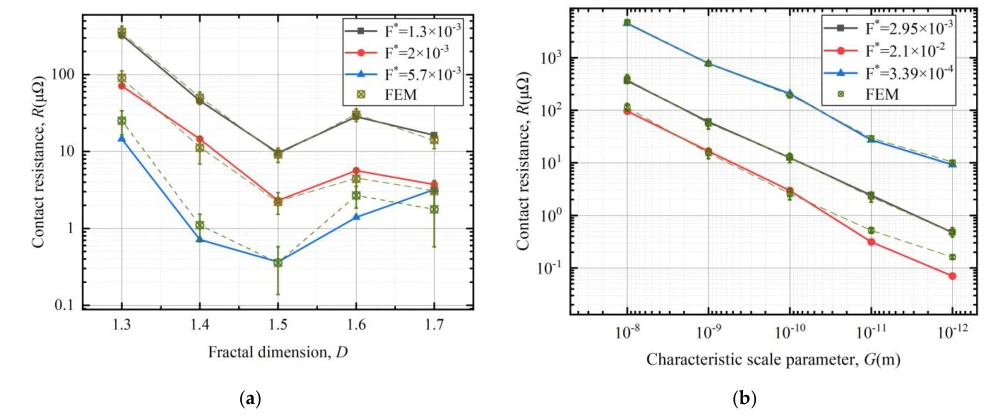 F*=1.3×10⁻³
F*=2×10⁻³
F*=5.7×10⁻³
FEM
Contact resistance, R(μΩ)
100
10
1
0.1
1.3 1.4 1.5 1.6 1.7
Fractal dimension, D
(a)
F*=2.95×10⁻³
F*=2.1×10⁻²
F*=3.39×10⁻⁴
FEM
Contact resistance, R(μΩ)
10³
10²
10¹
10⁰
10⁻¹
10⁻⁸ 10⁻⁹ 10⁻¹⁰ 10⁻¹¹ 10⁻¹²
Characteristic scale parameter, G(m)
(b)